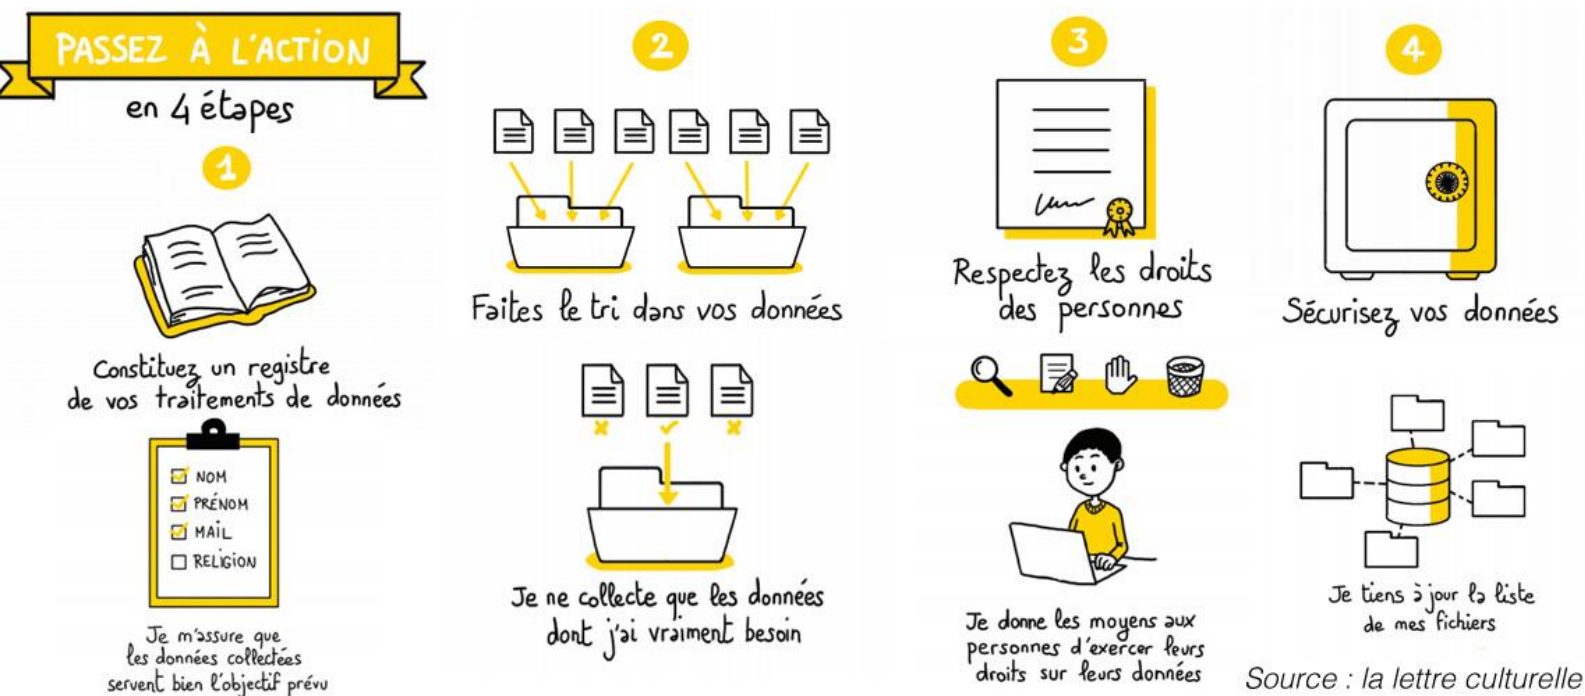 PASSEZ À L'ACTION
en 4 étapes
1
Constituez un registre
de vos traitements de données
NOM
PRÉNOM
MAIL
RELIGION
Je m'assure que
les données collectées
servent bien l'objectif prévu
2
Faites le tri dans vos données
Je ne collecte que les données
dont j'ai vraiment besoin
3
Respectez les droits
des personnes
Je donne les moyens aux
personnes d'exercer leurs
droits sur leurs données
4
Sécurisez vos données
Je tiens à jour la liste
de mes fichiers
Source : la lettre culturelle